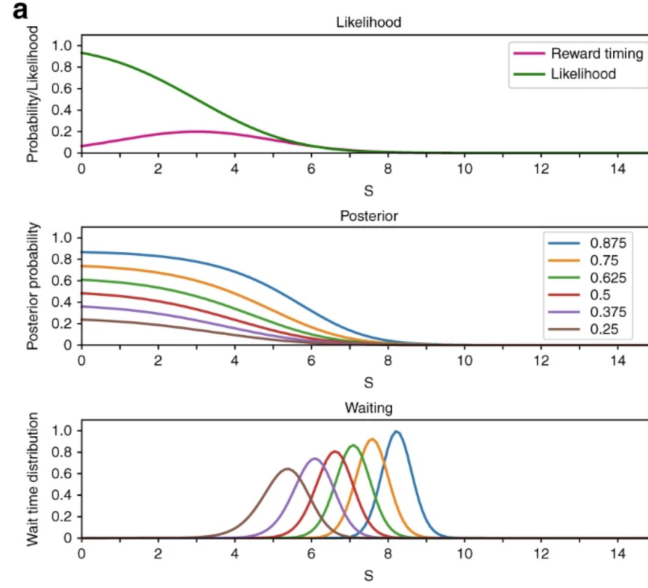 a
Likelihood
Probability/Likelihood
1.0
0.8
0.6
0.4
0.2
0
Reward timing
Likelihood
0 2 4 6 8 10 12 14
S
Posterior
Posterior probability
1.0
0.8
0.6
0.4
0.2
0
0.875
0.75
0.625
0.5
0.375
0.25
0 2 4 6 8 10 12 14
S
Waiting
Wait time distribution
1.0
0.8
0.6
0.4
0.2
0
0 2 4 6 8 10 12 14
S